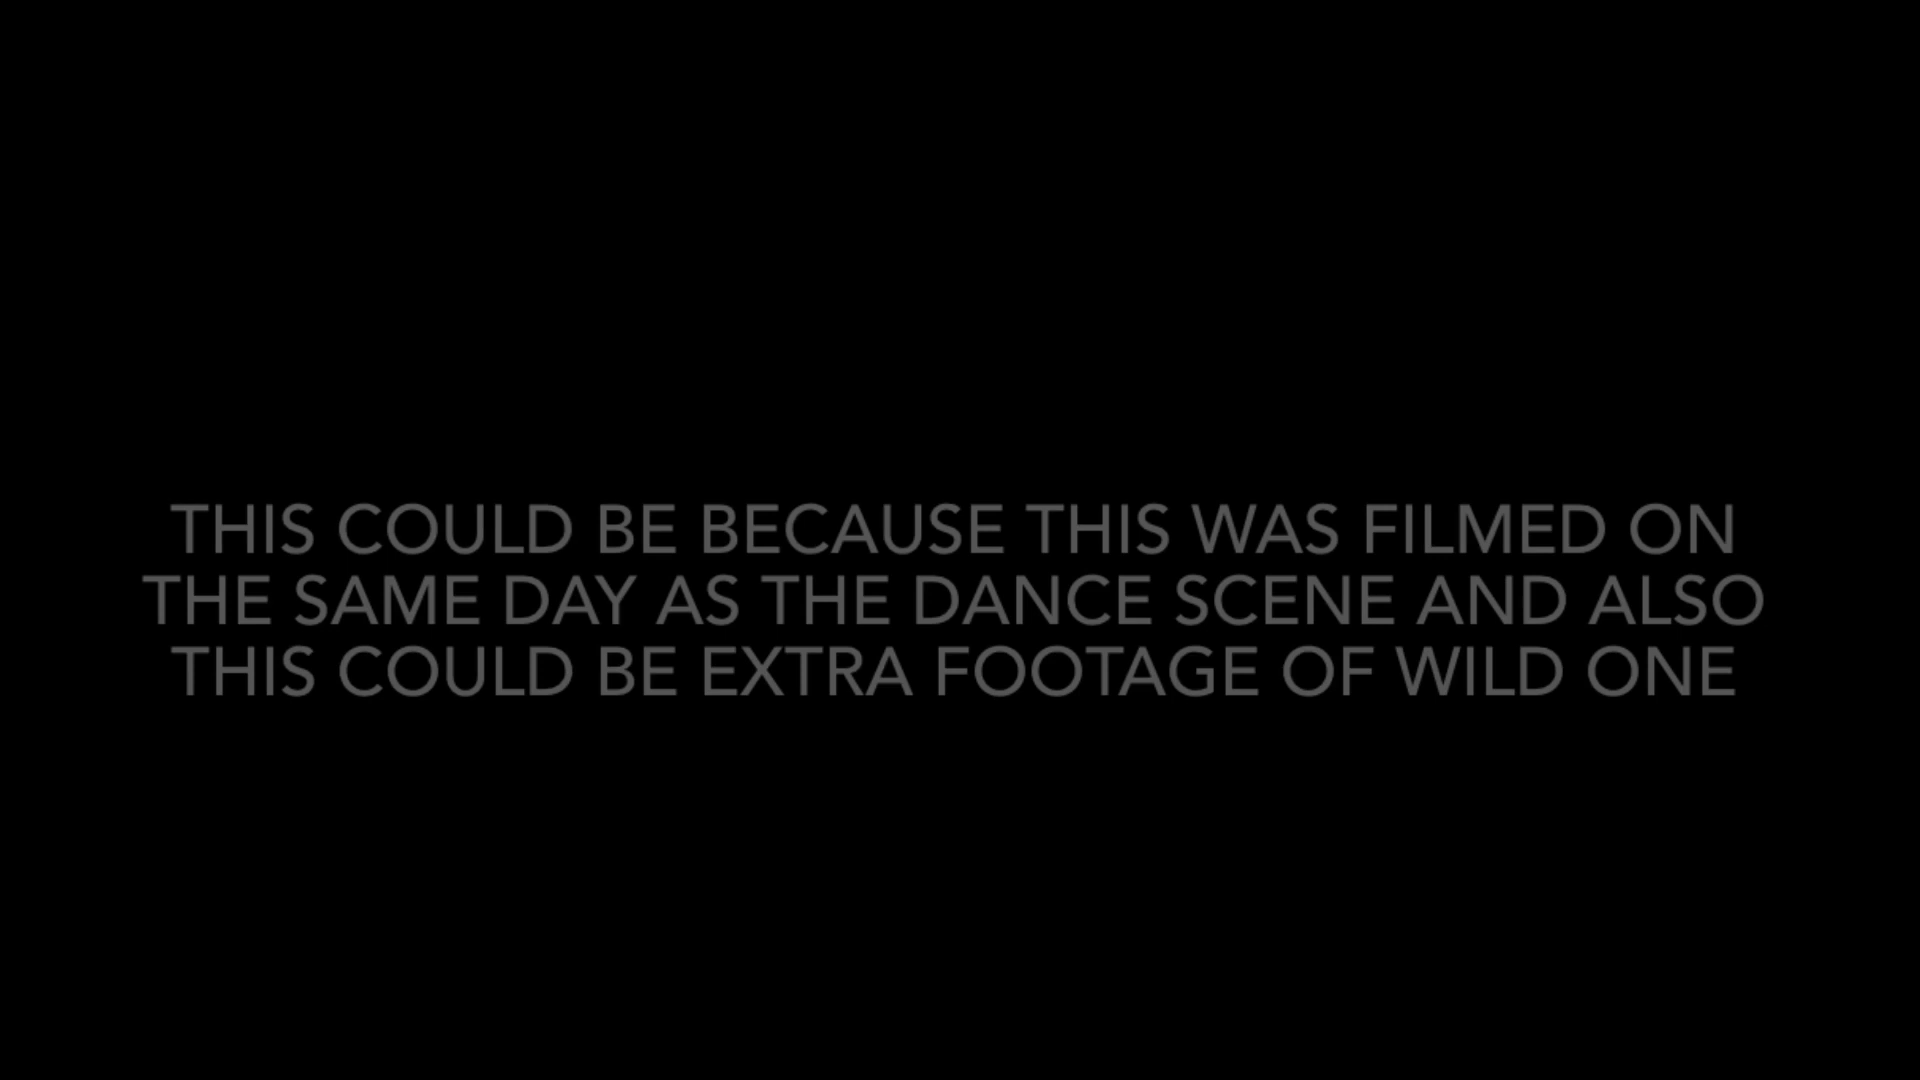 THIS COULD BE BECAUSE THIS WAS FILMED ON
THE SAME DAY AS THE DANCE SCENE AND ALSO
THIS COULD BE EXTRA FOOTAGE OF WILD ONE